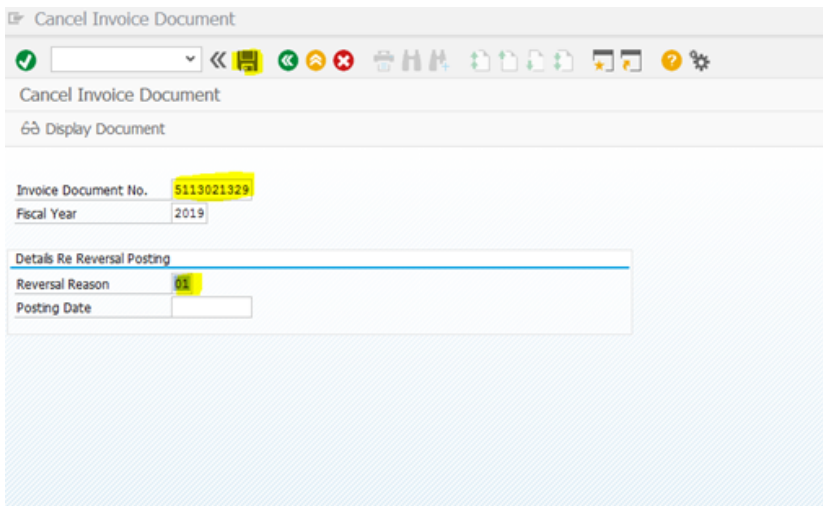 Cancel Invoice Document
Cancel Invoice Document
Display Document
Invoice Document No. 5113021329
Fiscal Year 2019
Details Re Reversal Posting
Reversal Reason 01
Posting Date